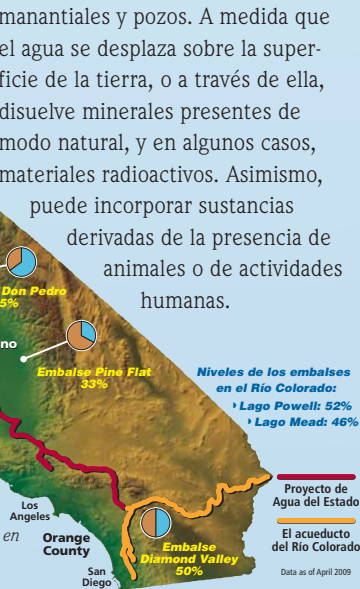 manantiales y pozos. A medida que
el agua se desplaza sobre la super-
ficie de la tierra, o a través de ella,
disuelve minerales presentes de
modo natural, y en algunos casos,
materiales radioactivos. Asimismo,
puede incorporar sustancias
derivadas de la presencia de
animales o de actividades
humanas.
Don Pedro
5%
no
Embalse Pine Flat
33%
Niveles de los embalses
en el Río Colorado:
Lago Powell: 52%
Lago Mead: 46%
Proyecto de
Agua del Estado
El acueducto
del Río Colorado
Data as of April 2009
Los
Angeles
en
Orange
County
San
Diego
Embalse
Diamond Valley
50%